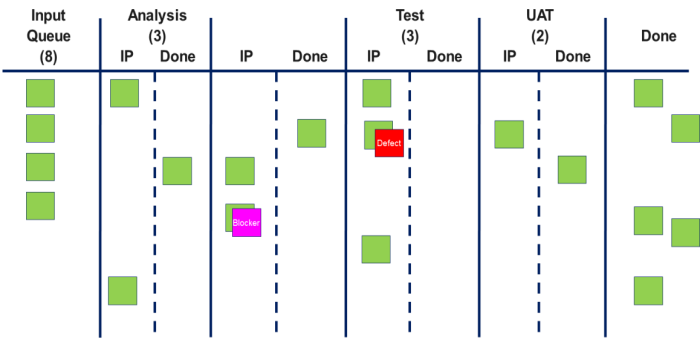 Input
Queue
(8)
Analysis
(3)
IP Done
IP Done
Test
(3)
IP Done
UAT
(2)
IP Done
Done
Defect
Blocker